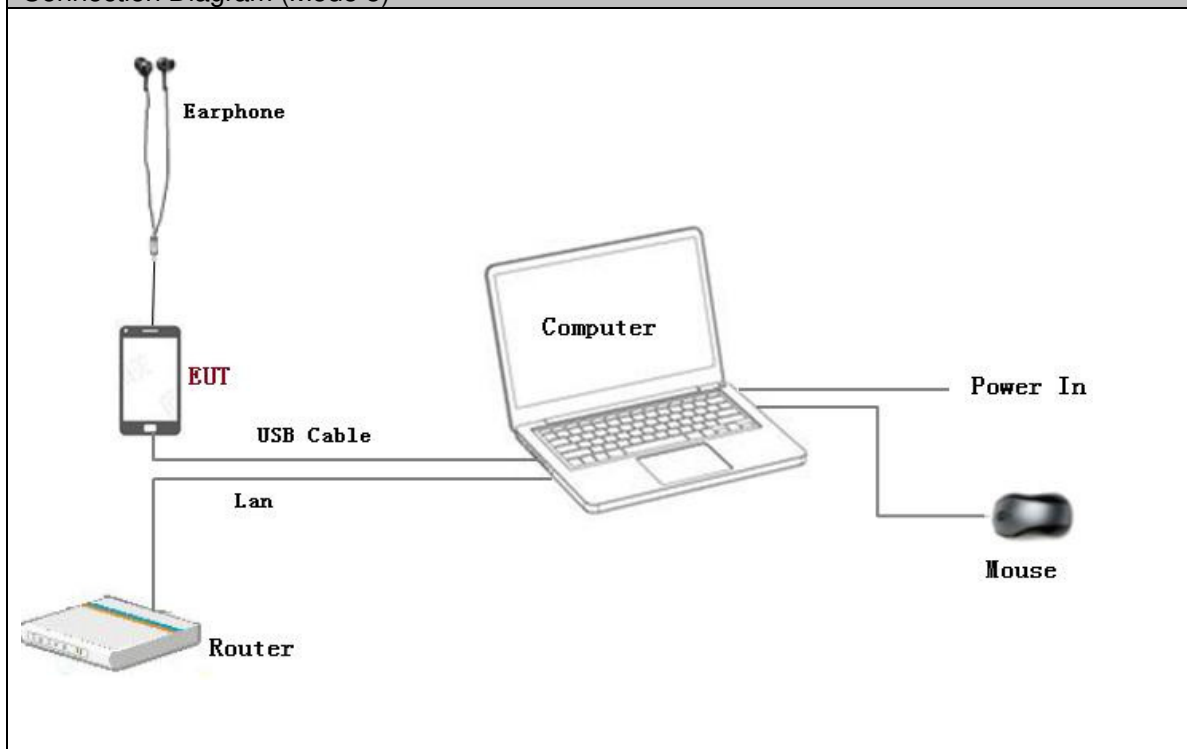 Connection Diagram (Mode 3)
Earphone
Computer
EUT
Power In
USB Cable
Lan
Mouse
Router